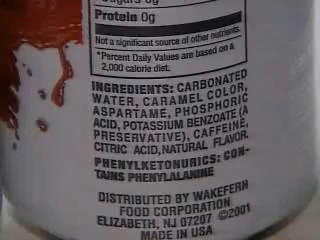 Sugars 0g
Protein 0g
Not a significant source of other nutrients.
*Percent Daily Values are based on a
2,000 calorie diet.
INGREDIENTS: CARBONATED
WATER, CARAMEL COLOR,
ASPARTAME, PHOSPHORIC
ACID, POTASSIUM BENZOATE (A
PRESERVATIVE), CAFFEINE,
CITRIC ACID, NATURAL FLAVOR.
PHENYLKETONURICS: CON-
TAINS PHENYLALANINE
DISTRIBUTED BY WAKEFERN
FOOD CORPORATION
ELIZABETH, NJ 07207 ©2001
MADE IN USA